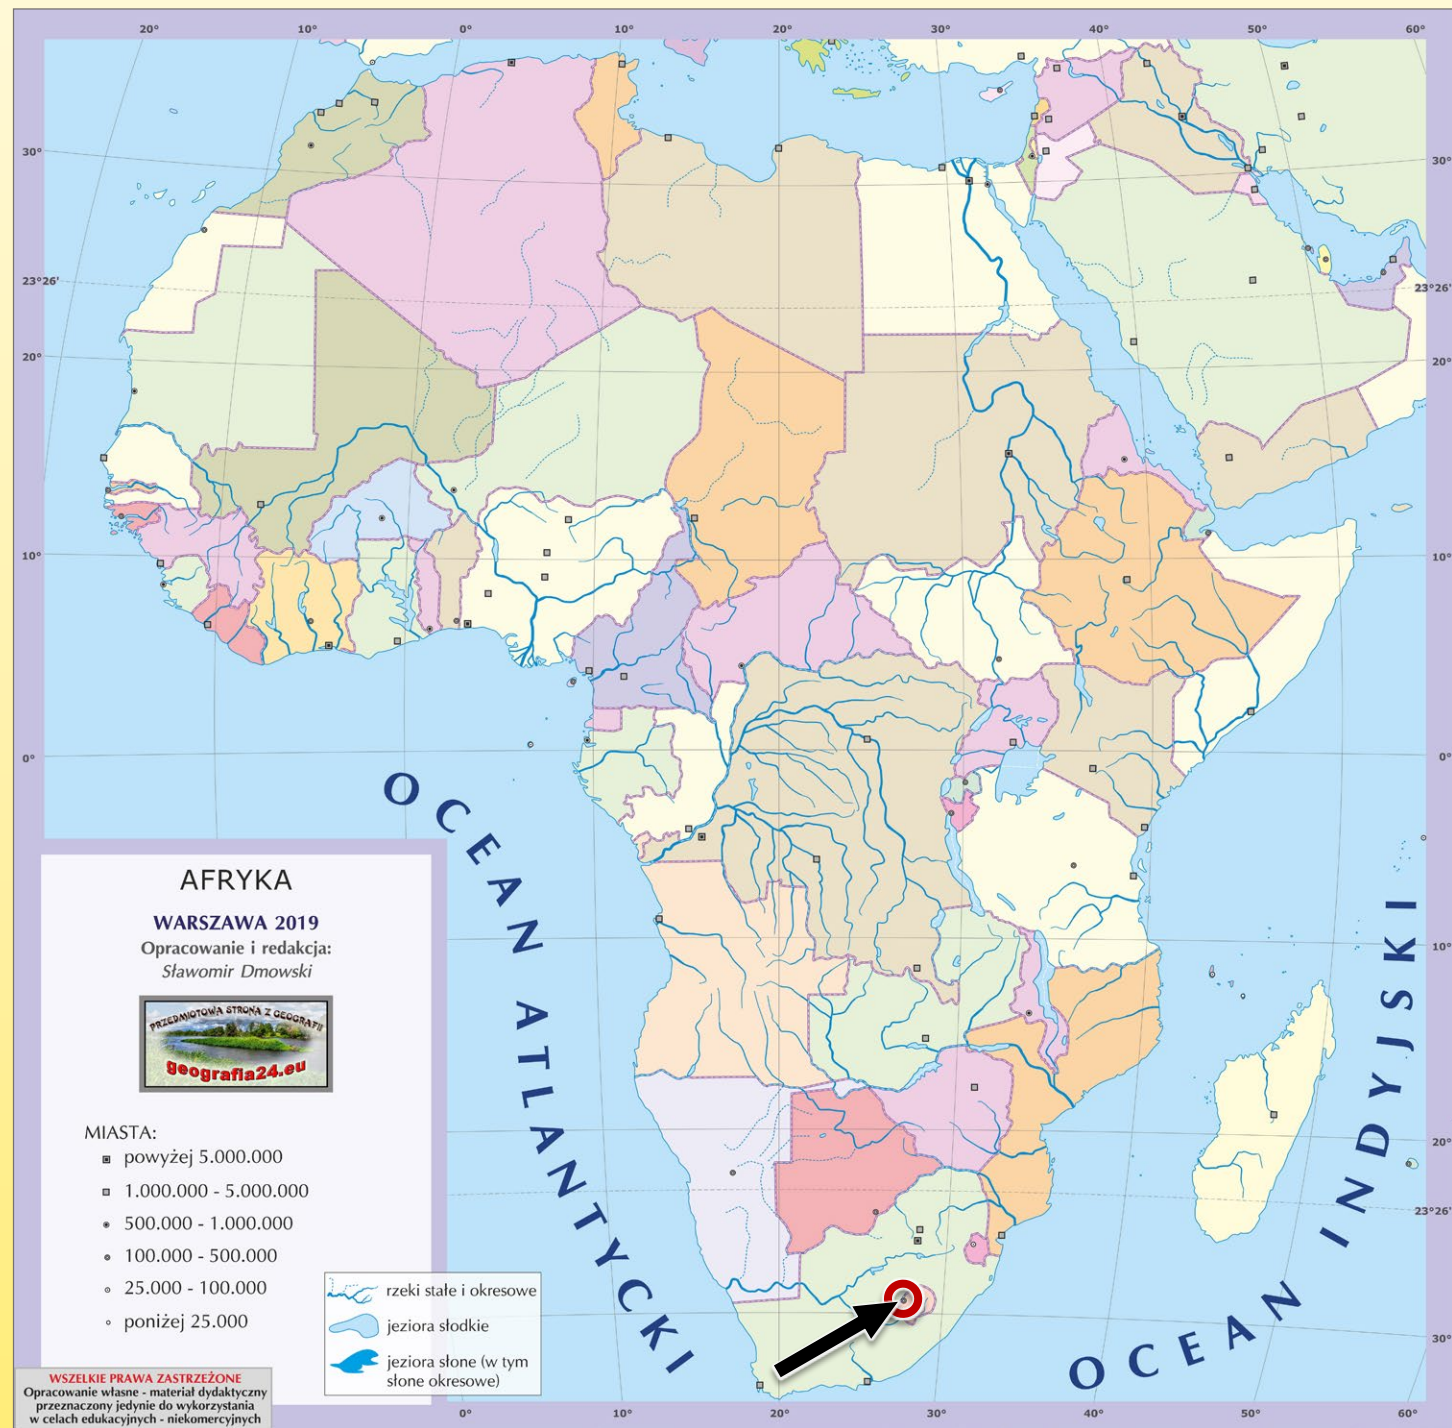 20° 10° 0° 10° 20° 30° 40° 50° 60°
30° 30°
23°26' 23°26'
20° 20°
10° 10°
0° 0°
10°
20°
23°26'
30°
OCEAN ATLANTYCKI
OCEAN INDYJSKI
AFRYKA
WARSZAWA 2019
Opracowanie i redakcja:
Sławomir Dmowski
PRZEDMIOTOWA STRONA Z GEOGRAFII
geografia24.eu
MIASTA:
powyżej 5.000.000
1.000.000 - 5.000.000
500.000 - 1.000.000
100.000 - 500.000
25.000 - 100.000
poniżej 25.000
rzeki stałe i okresowe
jeziora słodkie
jeziora słone (w tym
słone okresowe)
WSZELKIE PRAWA ZASTRZEŻONE
Opracowanie własne - materiał dydaktyczny
przeznaczony jedynie do wykorzystania
w celach edukacyjnych - niekomercyjnych
0° 10° 20° 30° 40° 50° 60°